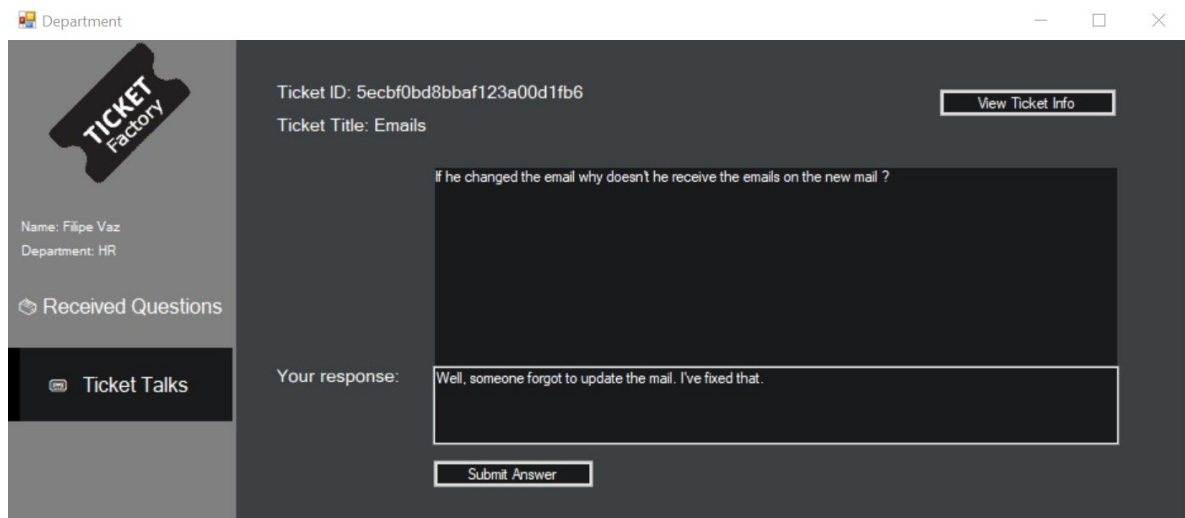 Department
TICKET
Factory
Name: Filipe Vaz
Department: HR
Received Questions
Ticket Talks
Ticket ID: 5ecbf0bd8bbaf123a00d1fb6
Ticket Title: Emails
View Ticket Info
If he changed the email why doesn't he receive the emails on the new mail ?
Your response:
Well, someone forgot to update the mail. I've fixed that.
Submit Answer